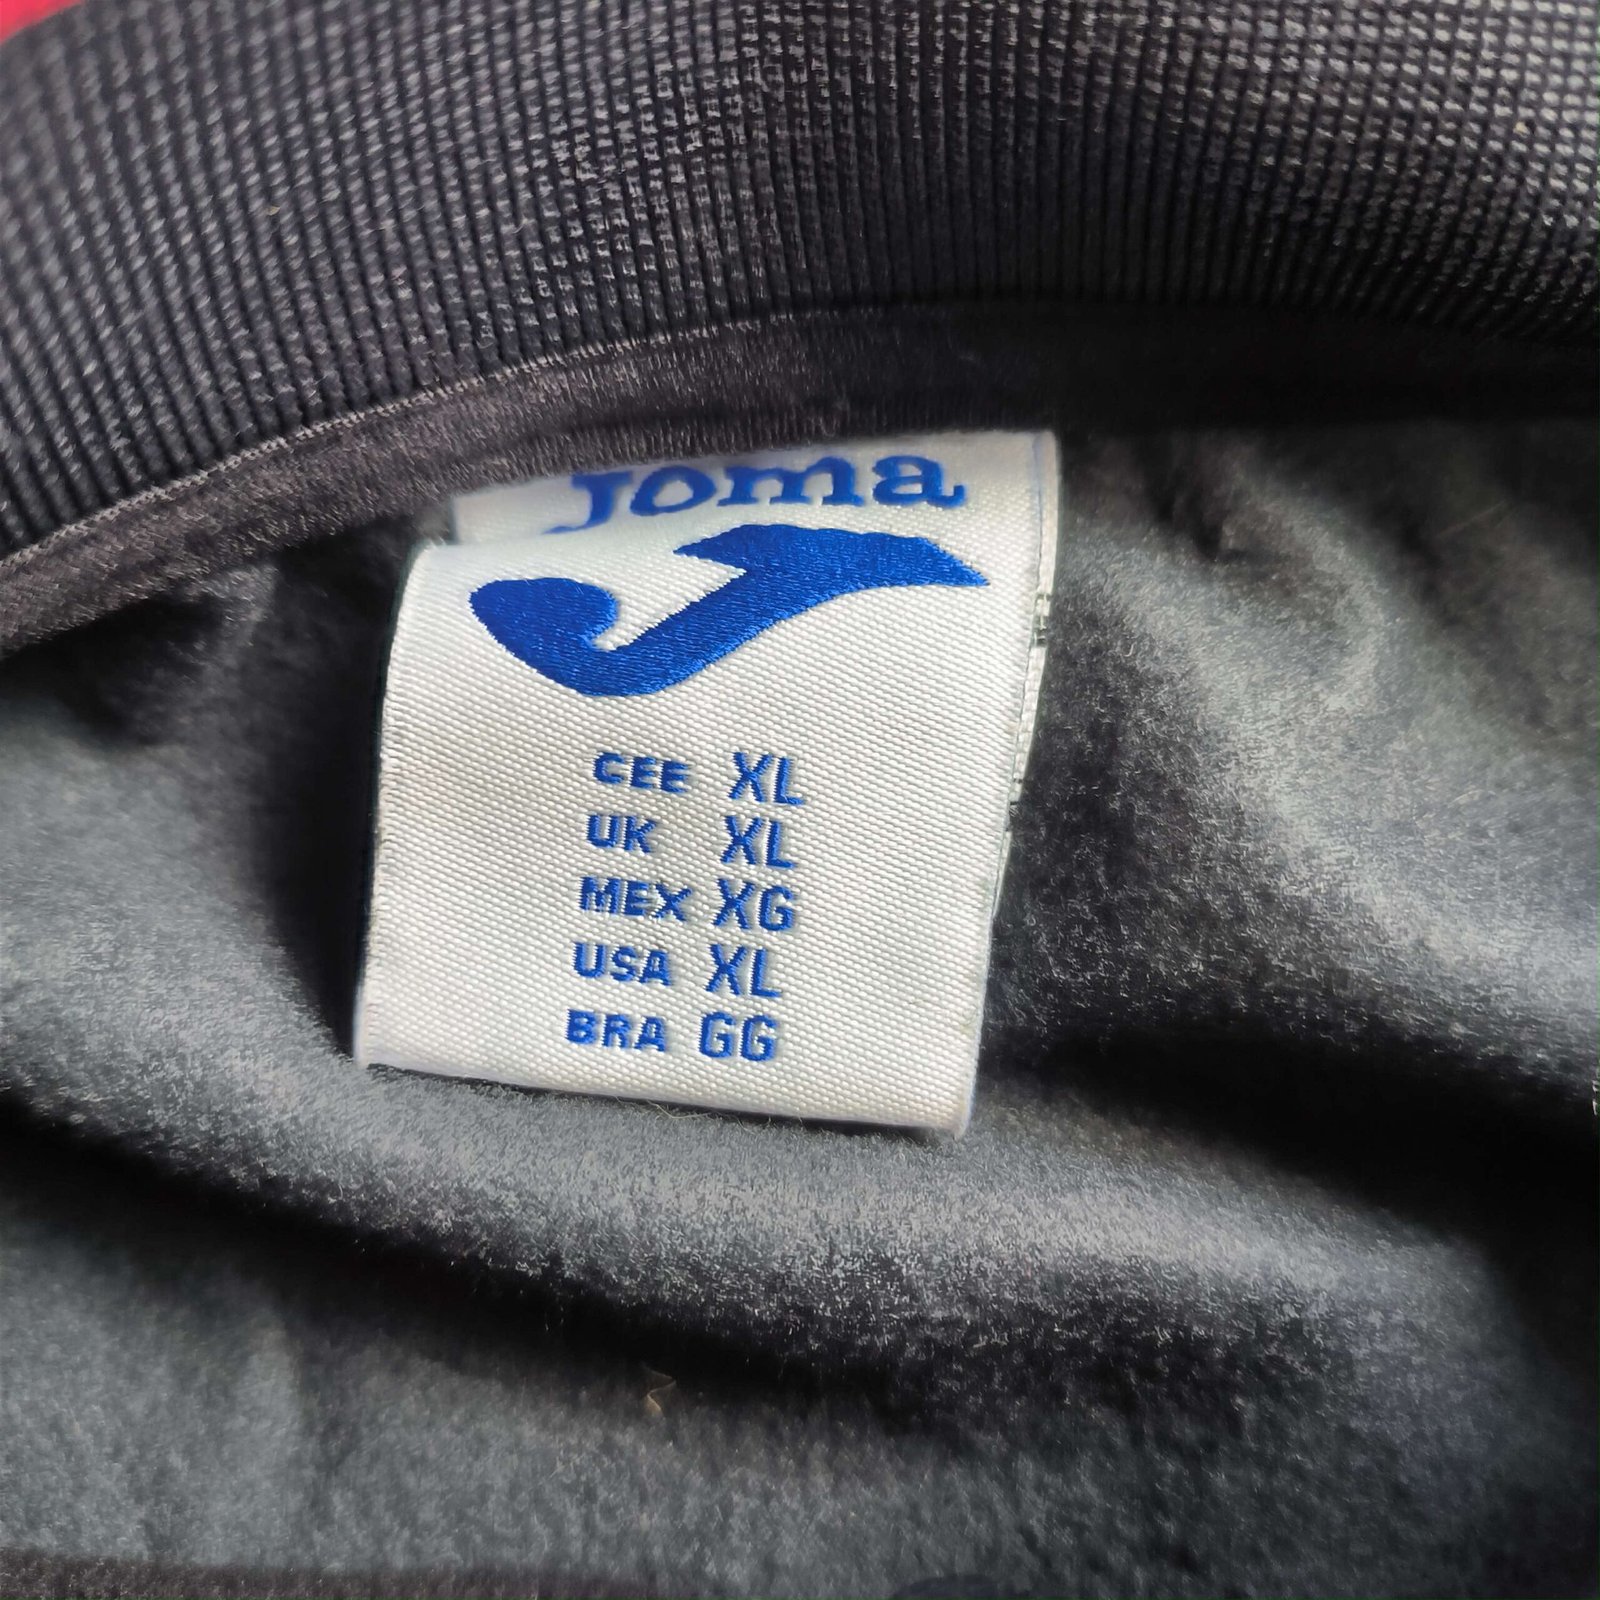 Joma
CEE XL
UK XL
MEX XG
USA XL
BRA GG